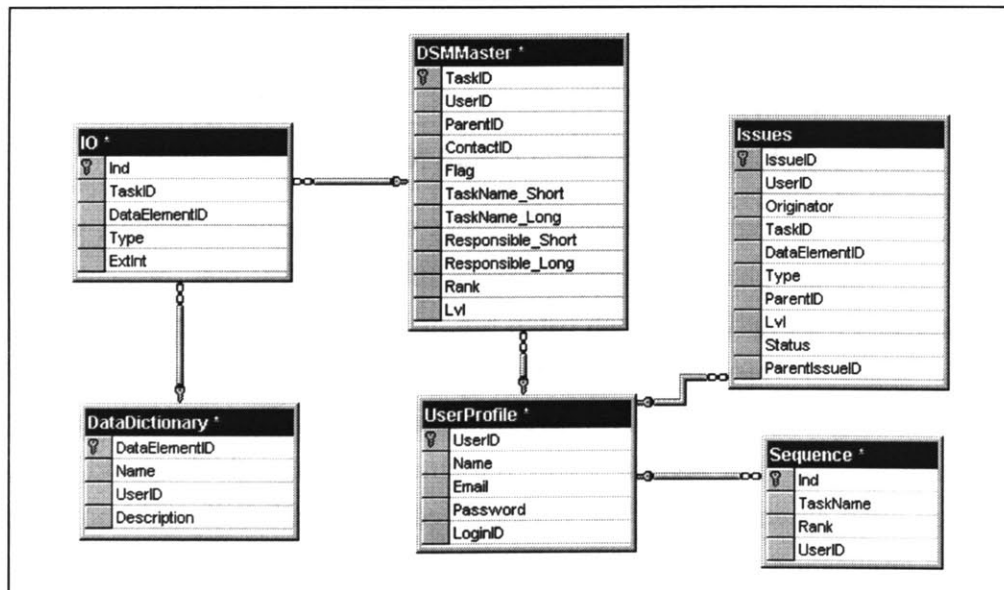 DSMMaster *
TaskID
UserID
ParentID
ContactID
Flag
TaskName_Short
TaskName_Long
Responsible_Short
Responsible_Long
Rank
Lvl
IO *
Ind
TaskID
DataElementID
Type
ExtInt
Issues
IssueID
UserID
Originator
TaskID
DataElementID
Type
ParentID
Lvl
Status
ParentIssueID
DataDictionary *
DataElementID
Name
UserID
Description
UserProfile *
UserID
Name
Email
Password
LoginID
Sequence *
Ind
TaskName
Rank
UserID